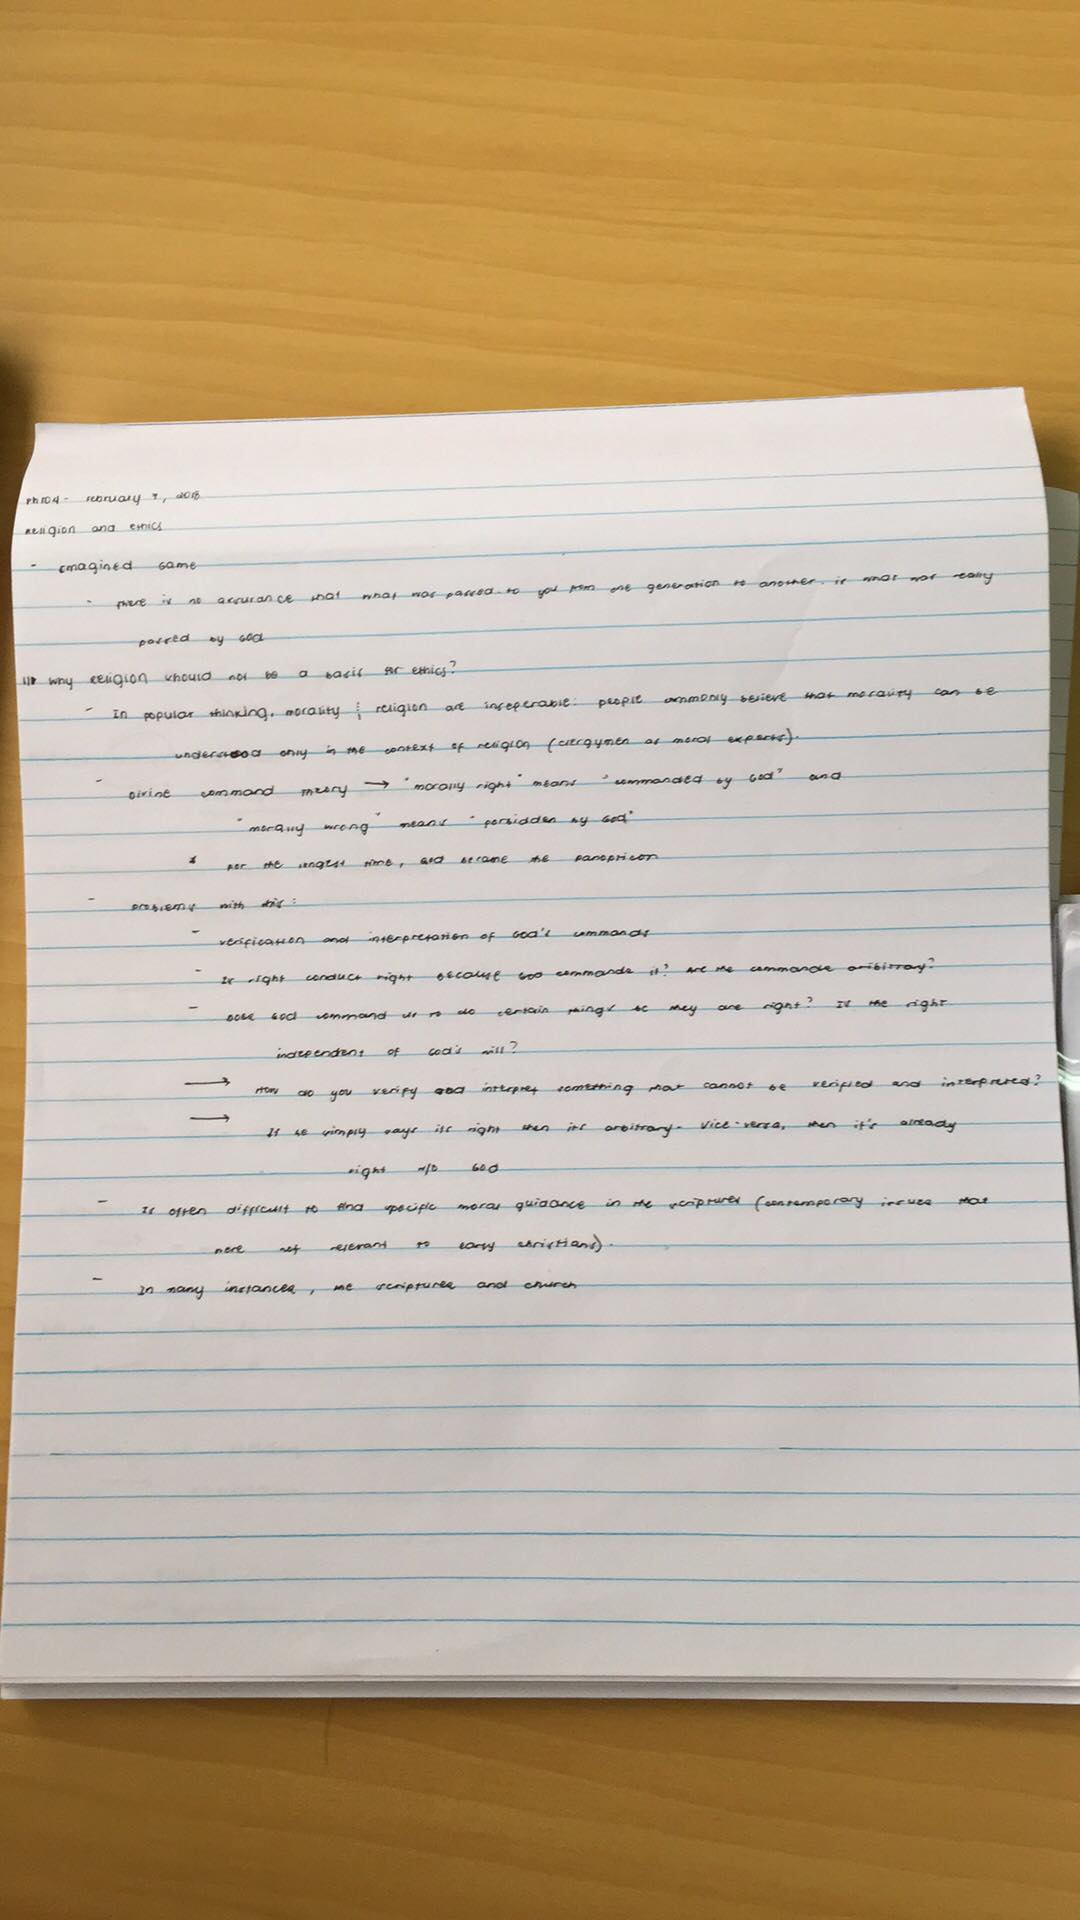 Ph104 - February 7, 2018
Religion and ethics
- Imagined Game
- There is no assurance that what was passed to you from one generation to another is what was really
passed by God
Why Religion should not be a basis for ethics?
- In popular thinking, morality & religion are inseperable: people commonly believe that morality can be
understood only in the context of religion (clergymen as moral experts).
- Divine command theory → "morally right" means "commanded by God" and
"morally wrong" means "forbidden by God"
* For the longest time, God became the panopticon
- problems with this:
- verification and interpretation of God's commands
- Is right conduct right because God commands it? Are the commands aribitrary?
- Does God command us to do certain things bc they are right? Is the right
independent of God's will?
→ How do you verify and interpret something that cannot be verified and interpreted?
→ If he simply says its right then its arbitrary. Vice-versa, then it's already
right w/o God
- Is often difficult to find specific moral guidance in the scriptures (contemporary issues that
were not relevant to early christians).
- In many instances, the scriptures and church